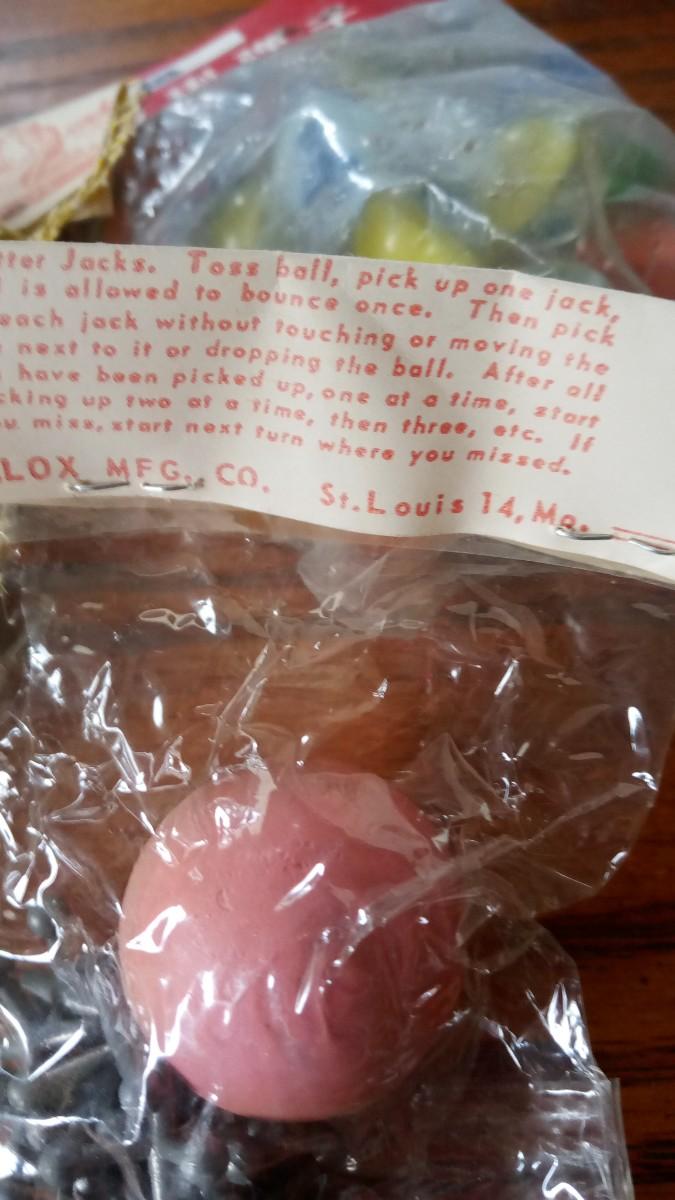 tter Jacks. Toss ball, pick up one jack,
is allowed to bounce once. Then pick
each jack without touching or moving the
next to it or dropping the ball. After all
have been picked up, one at a time, start
cking up two at a time, then three, etc. If
u miss, start next turn where you missed.
LOX MFG. CO. St. Louis 14, Mo.